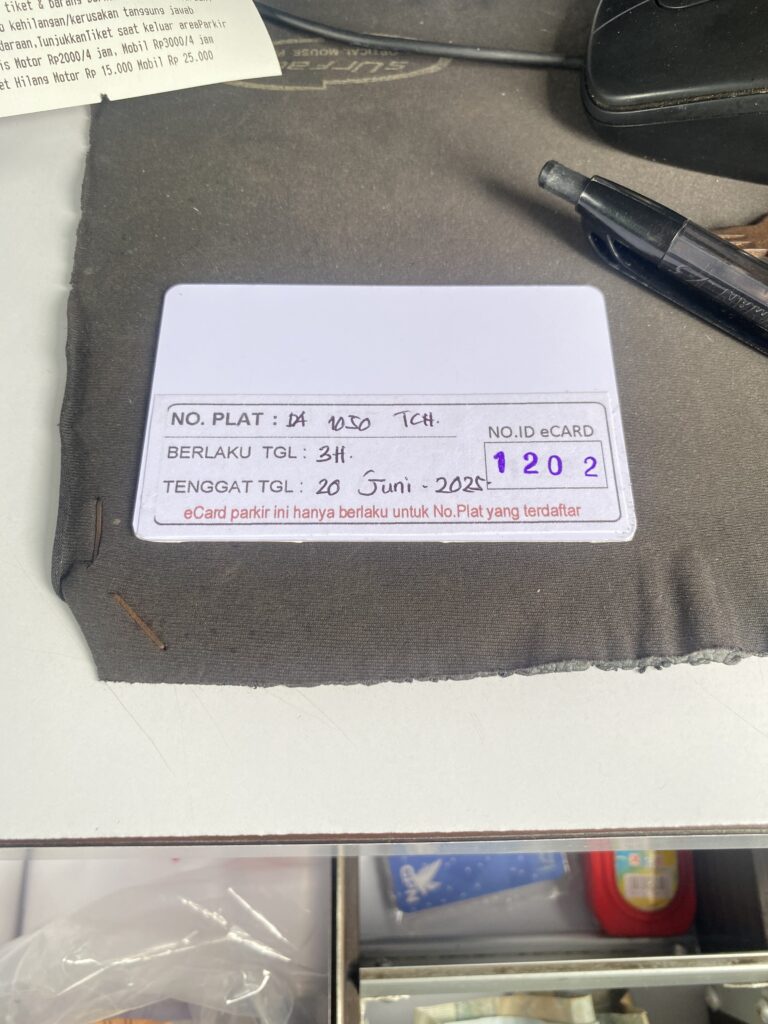 tiket & barang
kehilangan/kerusakan tanggung jawab
daraan,TunjukkanTiket saat keluar areaParkir
is Motor Rp2000/4 jam, Mobil Rp3000/4 jam
et Hilang Motor Rp 15.000 Mobil Rp 25.000
OPTICAL MOUSE
NO. PLAT : DA 1050 TCH.
BERLAKU TGL : 3H.
TENGGAT TGL : 20 Juni - 2025
NO.ID eCARD
1202
eCard parkir ini hanya berlaku untuk No.Plat yang terdaftar